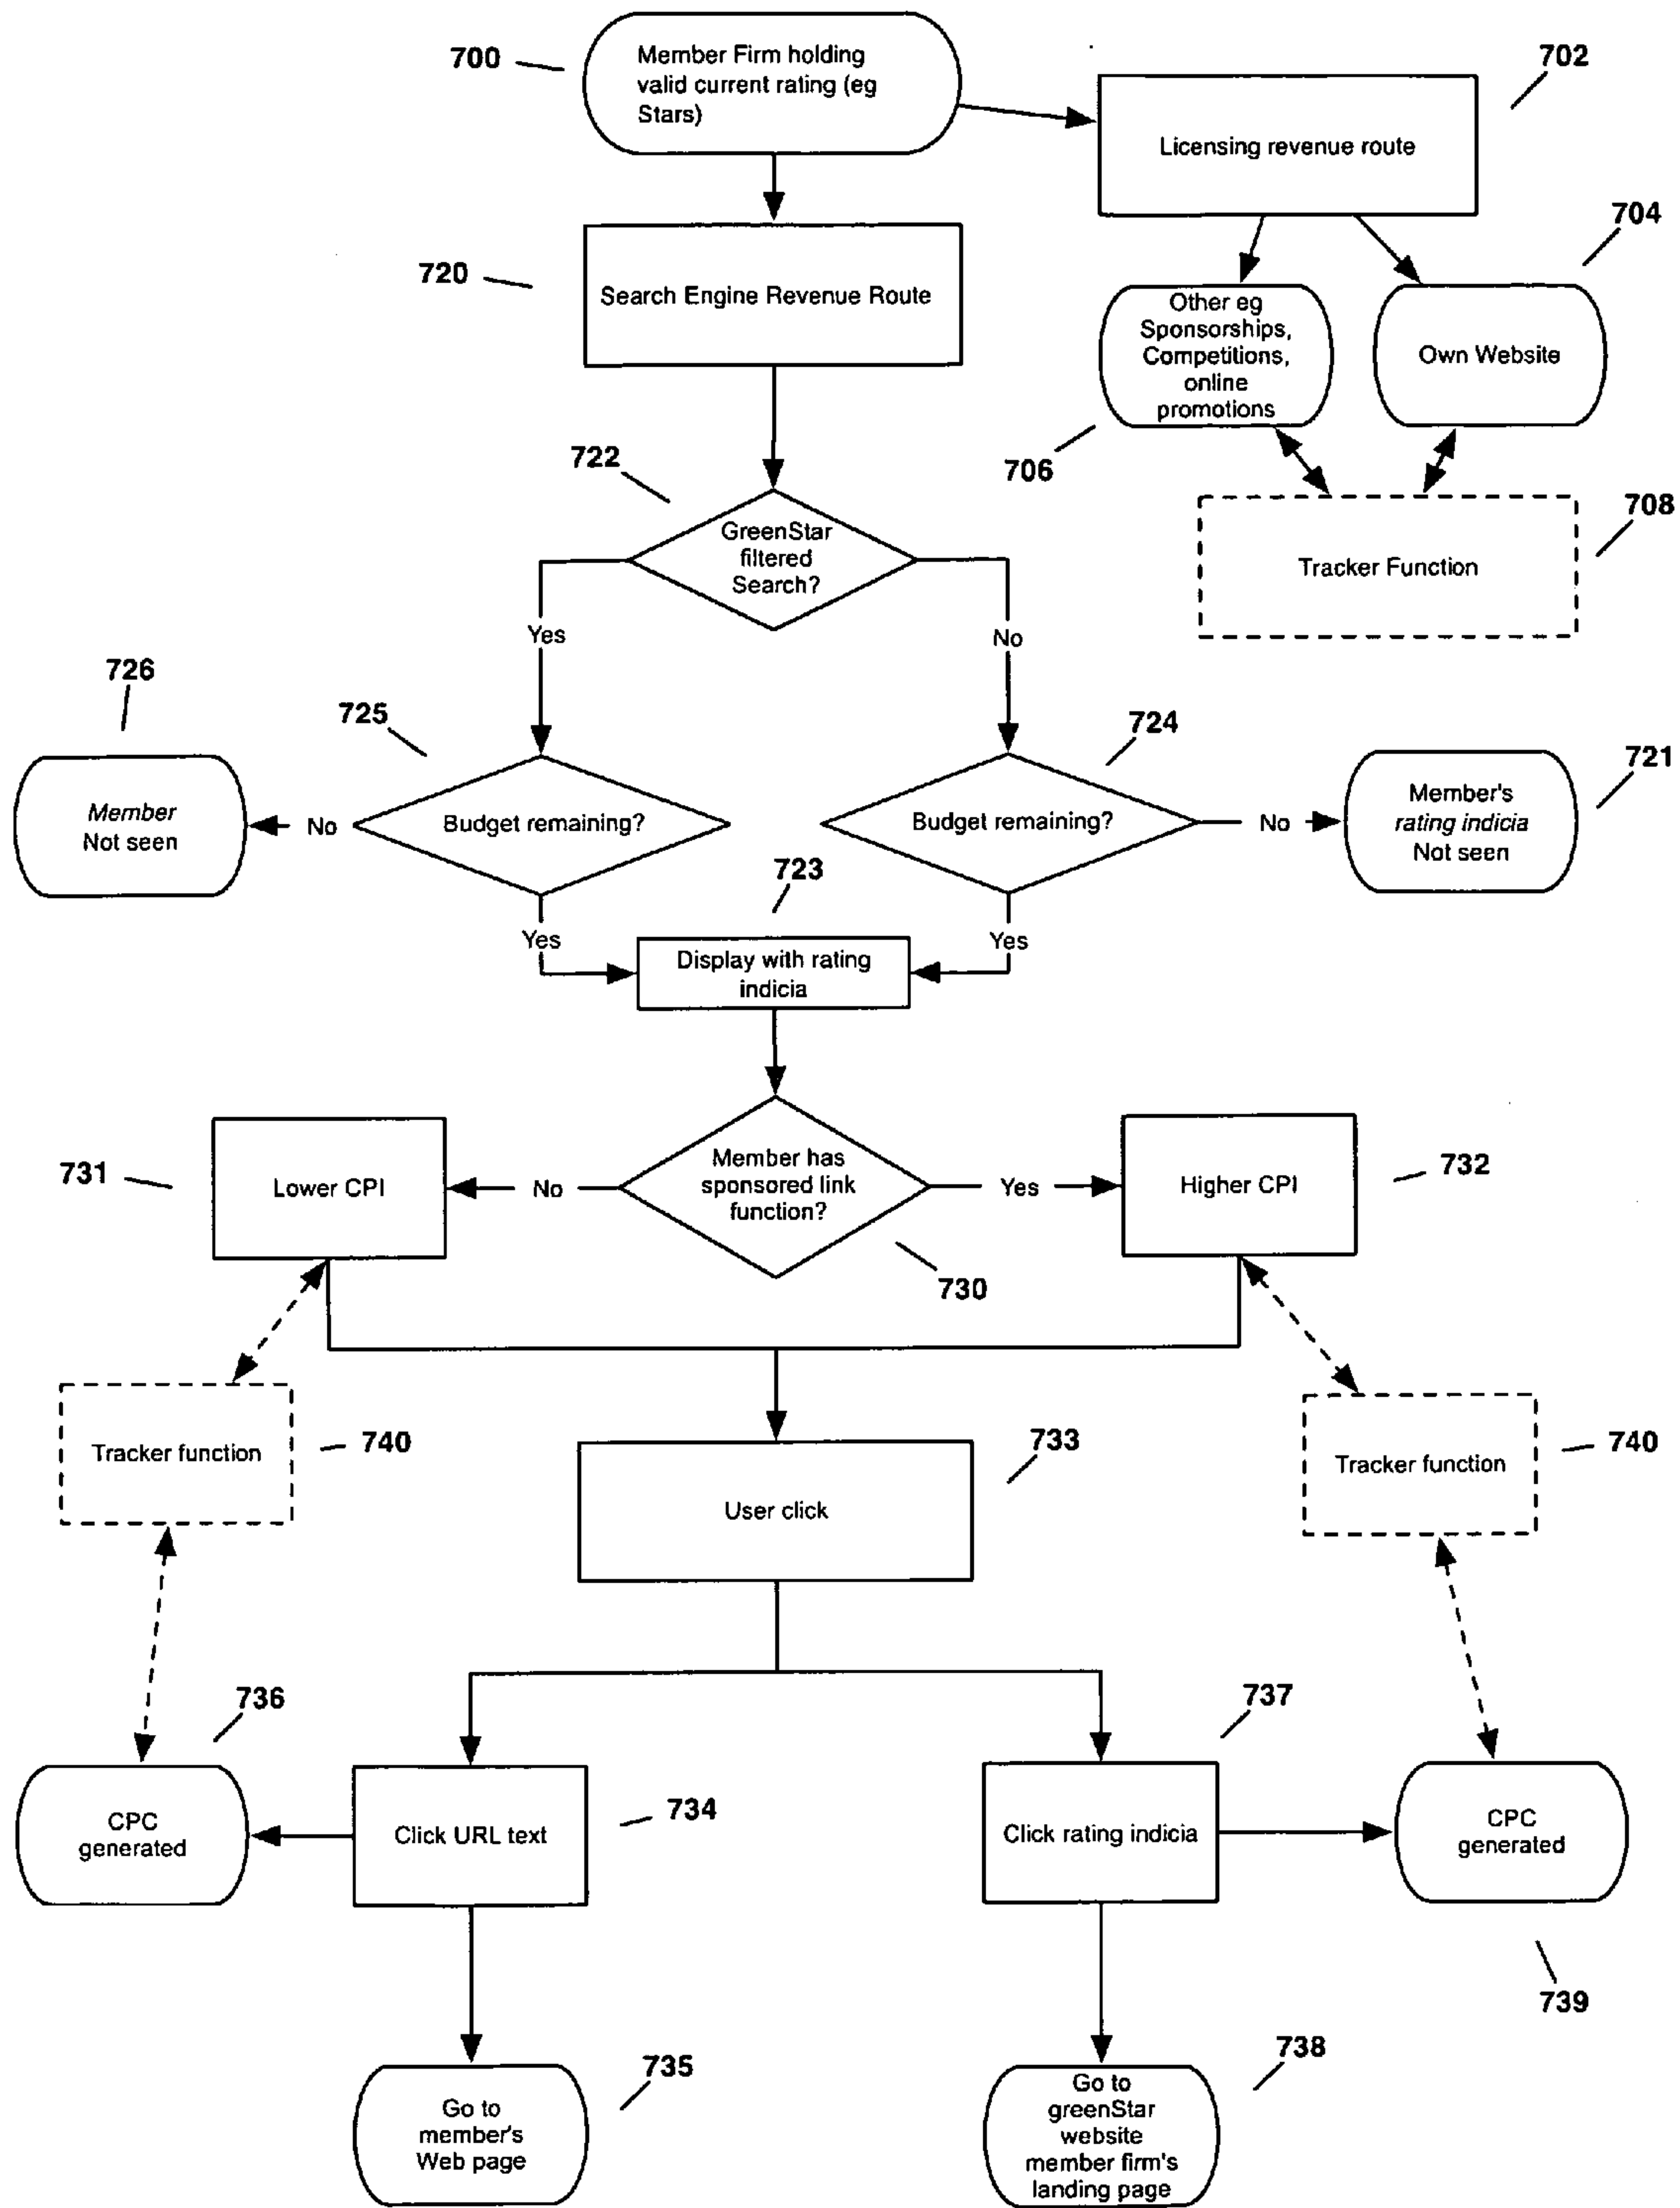 700
Member Firm holding
valid current rating (eg
Stars)
702
Licensing revenue route
704
720
Search Engine Revenue Route
Other eg
Sponsorships,
Competitions,
online
promotions
Own Website
706
722
GreenStar
filtered
Search?
708
Tracker Function
Yes
No
726
725
724
721
Member
Not seen
No
Budget remaining?
Budget remaining?
No
Member's
rating indicia
Not seen
723
Yes
Yes
Display with rating
indicia
731
Lower CPI
No
Member has
sponsored link
function?
Yes
Higher CPI
732
730
Tracker function
740
733
User click
Tracker function
740
736
737
CPC
generated
Click URL text
734
Click rating indicia
CPC
generated
739
735
Go to
member's
Web page
738
Go to
greenStar
website
member firm's
landing page